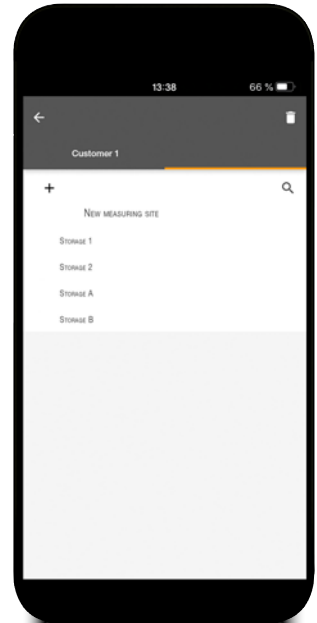 13:38 66 %
Customer 1
New measuring site
Storage 1
Storage 2
Storage A
Storage B